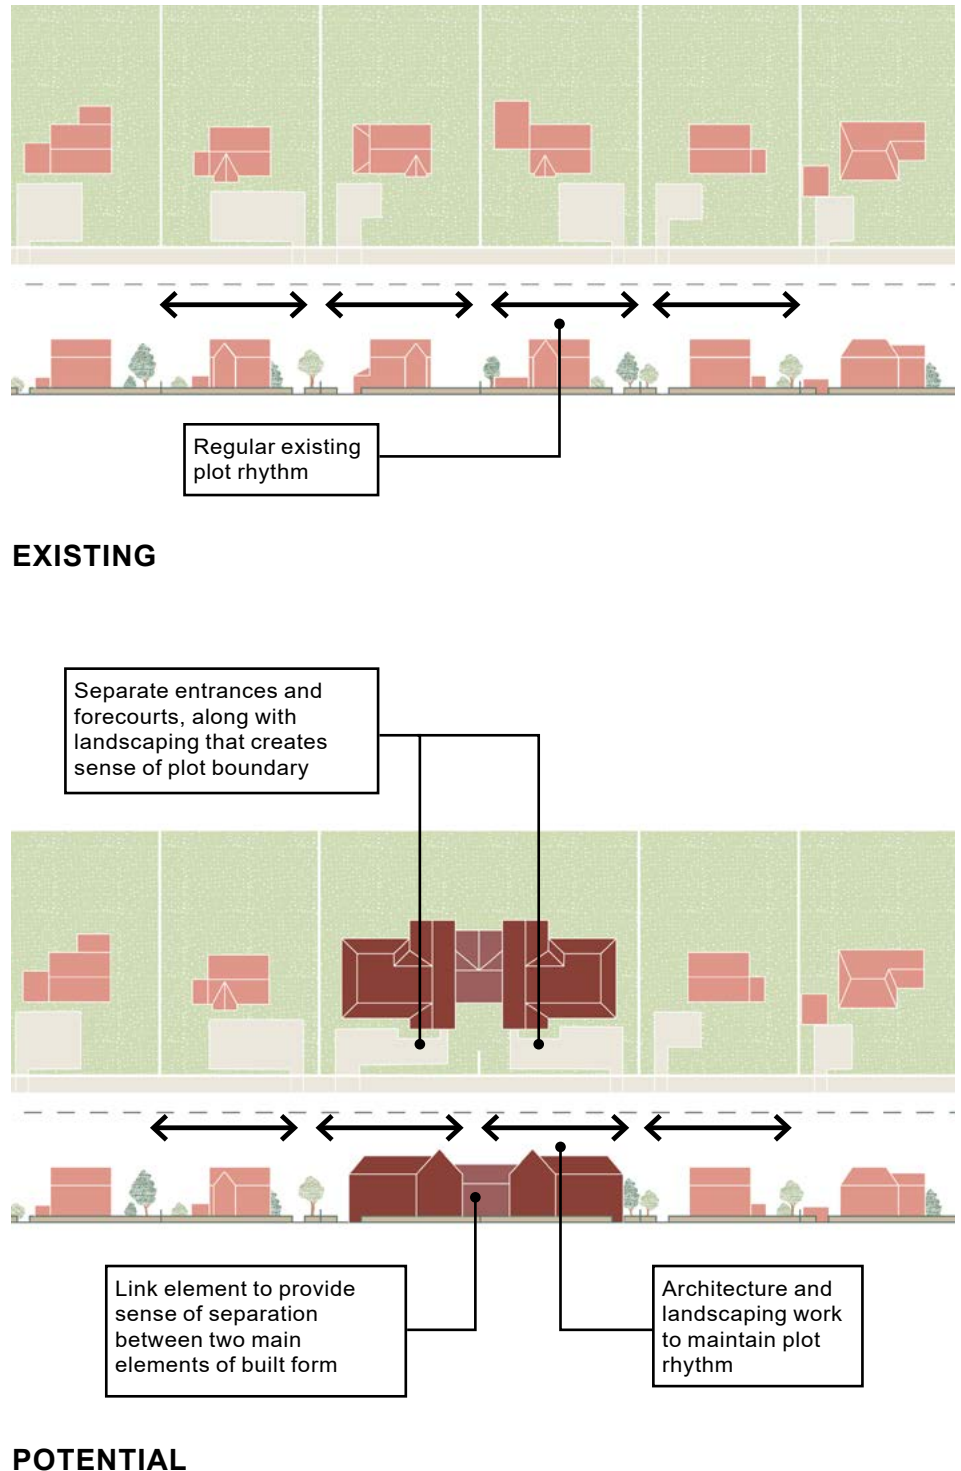 Regular existing
plot rhythm
EXISTING
Separate entrances and
forecourts, along with
landscaping that creates
sense of plot boundary
Link element to provide
sense of separation
between two main
elements of built form
Architecture and
landscaping work
to maintain plot
rhythm
POTENTIAL